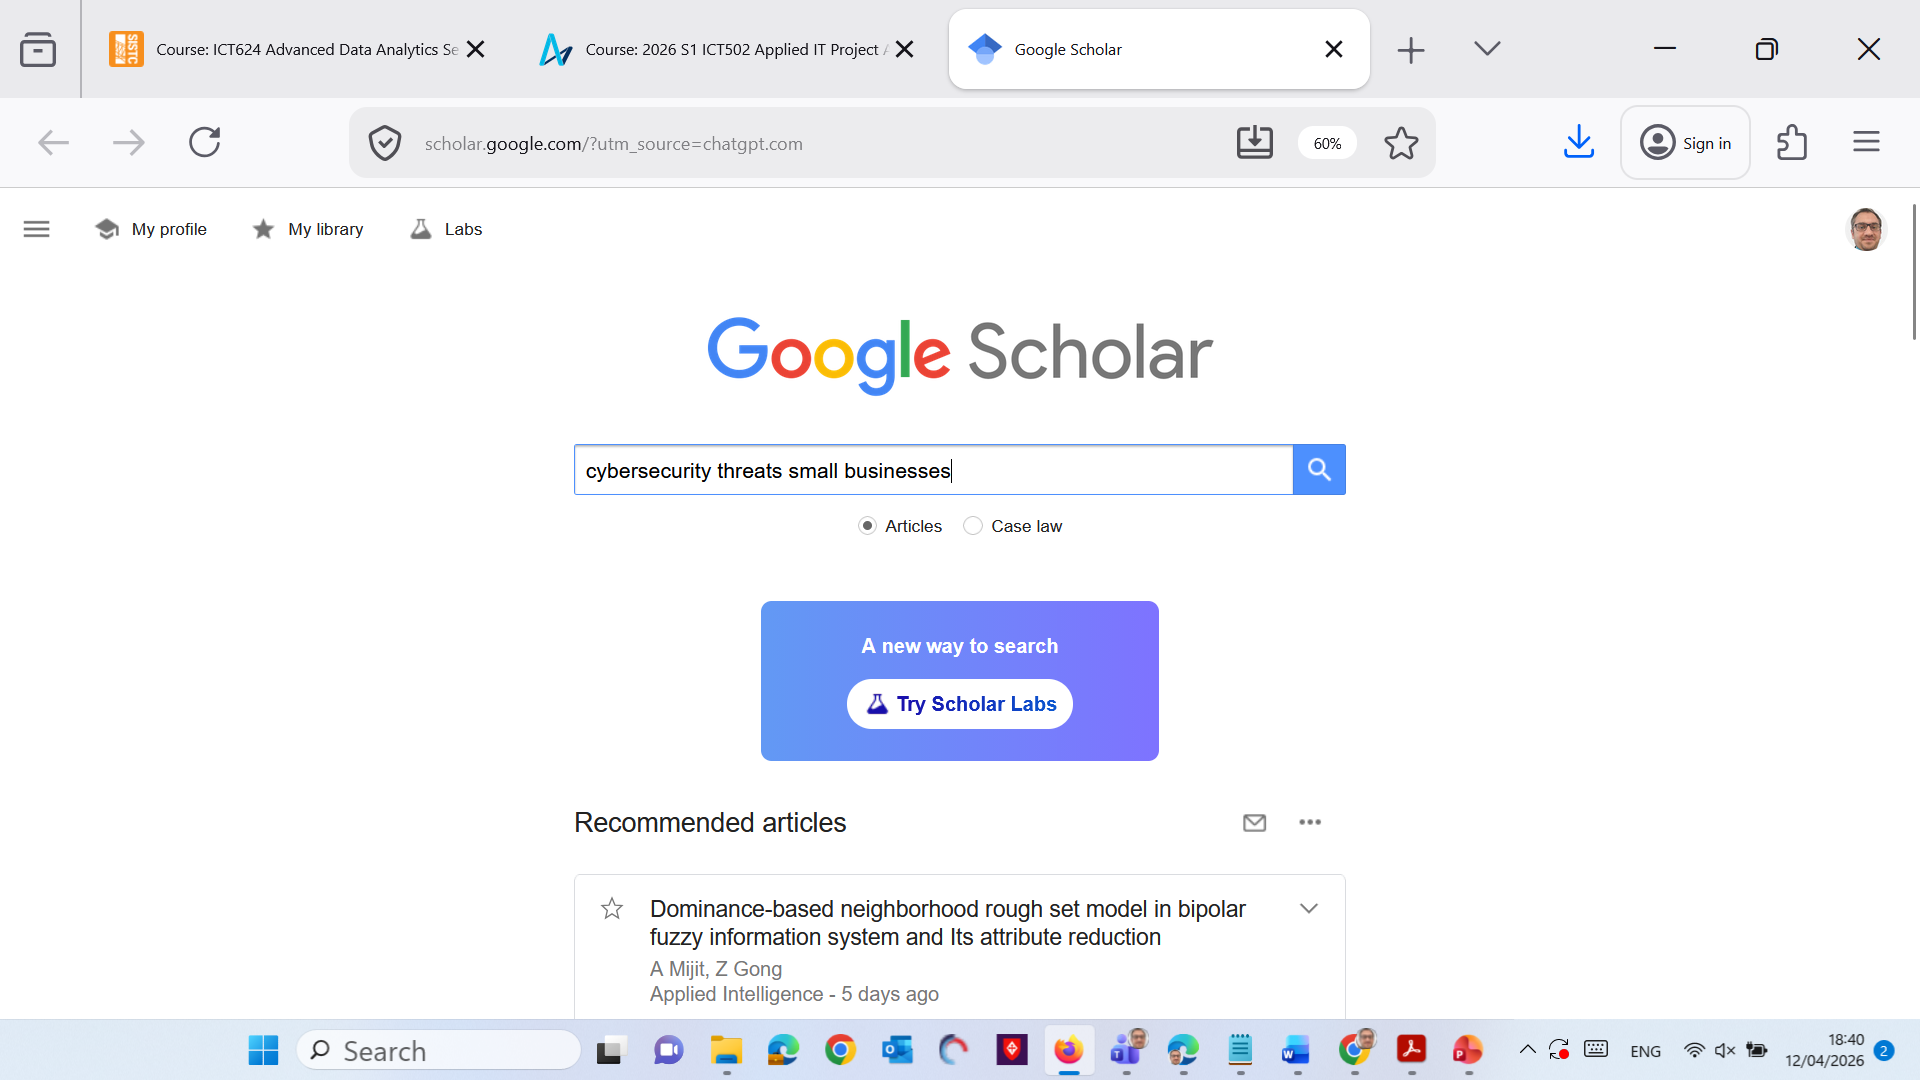 Course: ICT624 Advanced Data Analytics Se
Course: 2026 S1 ICT502 Applied IT Project A
Google Scholar
scholar.google.com/?utm_source=chatgpt.com
60%
Sign in
My profile
My library
Labs
Google Scholar
cybersecurity threats small businesses
Articles
Case law
A new way to search
Try Scholar Labs
Recommended articles
Dominance-based neighborhood rough set model in bipolar
fuzzy information system and Its attribute reduction
A Mijit, Z Gong
Applied Intelligence - 5 days ago
Search
ENG
18:40
12/04/2026
2